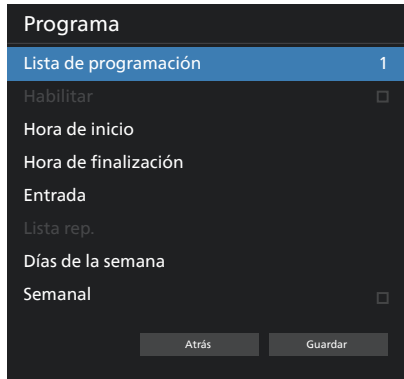 Programa
Lista de programación 1
Habilitar
Hora de inicio
Hora de finalización
Entrada
Lista rep.
Días de la semana
Semanal
Atrás Guardar